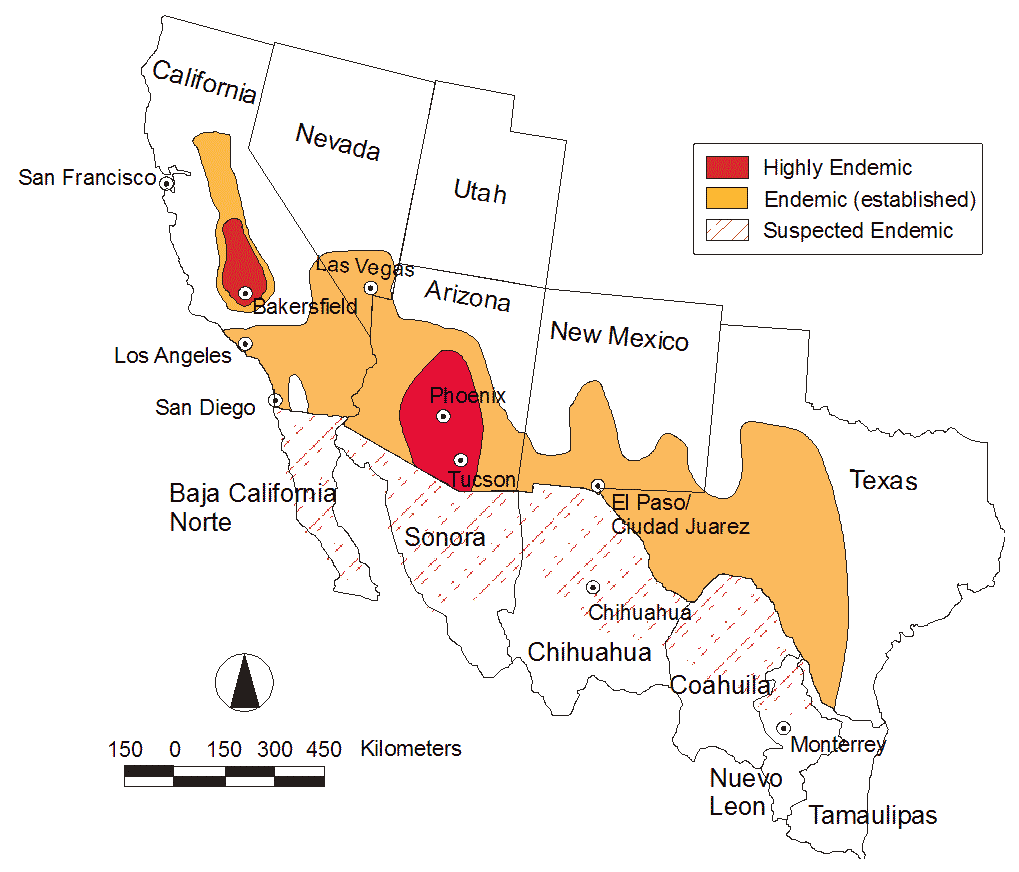 California
Nevada
Utah
San Francisco
Highly Endemic
Endemic (established)
Suspected Endemic
Las Vegas
Arizona
Bakersfield
New Mexico
Los Angeles
Phoenix
San Diego
Tucson
Texas
Baja California
Norte
El Paso/
Ciudad Juarez
Sonora
Chihuahua
Chihuahua
Coahuila
Monterrey
150 0 150 300 450 Kilometers
Nuevo
Leon
Tamaulipas